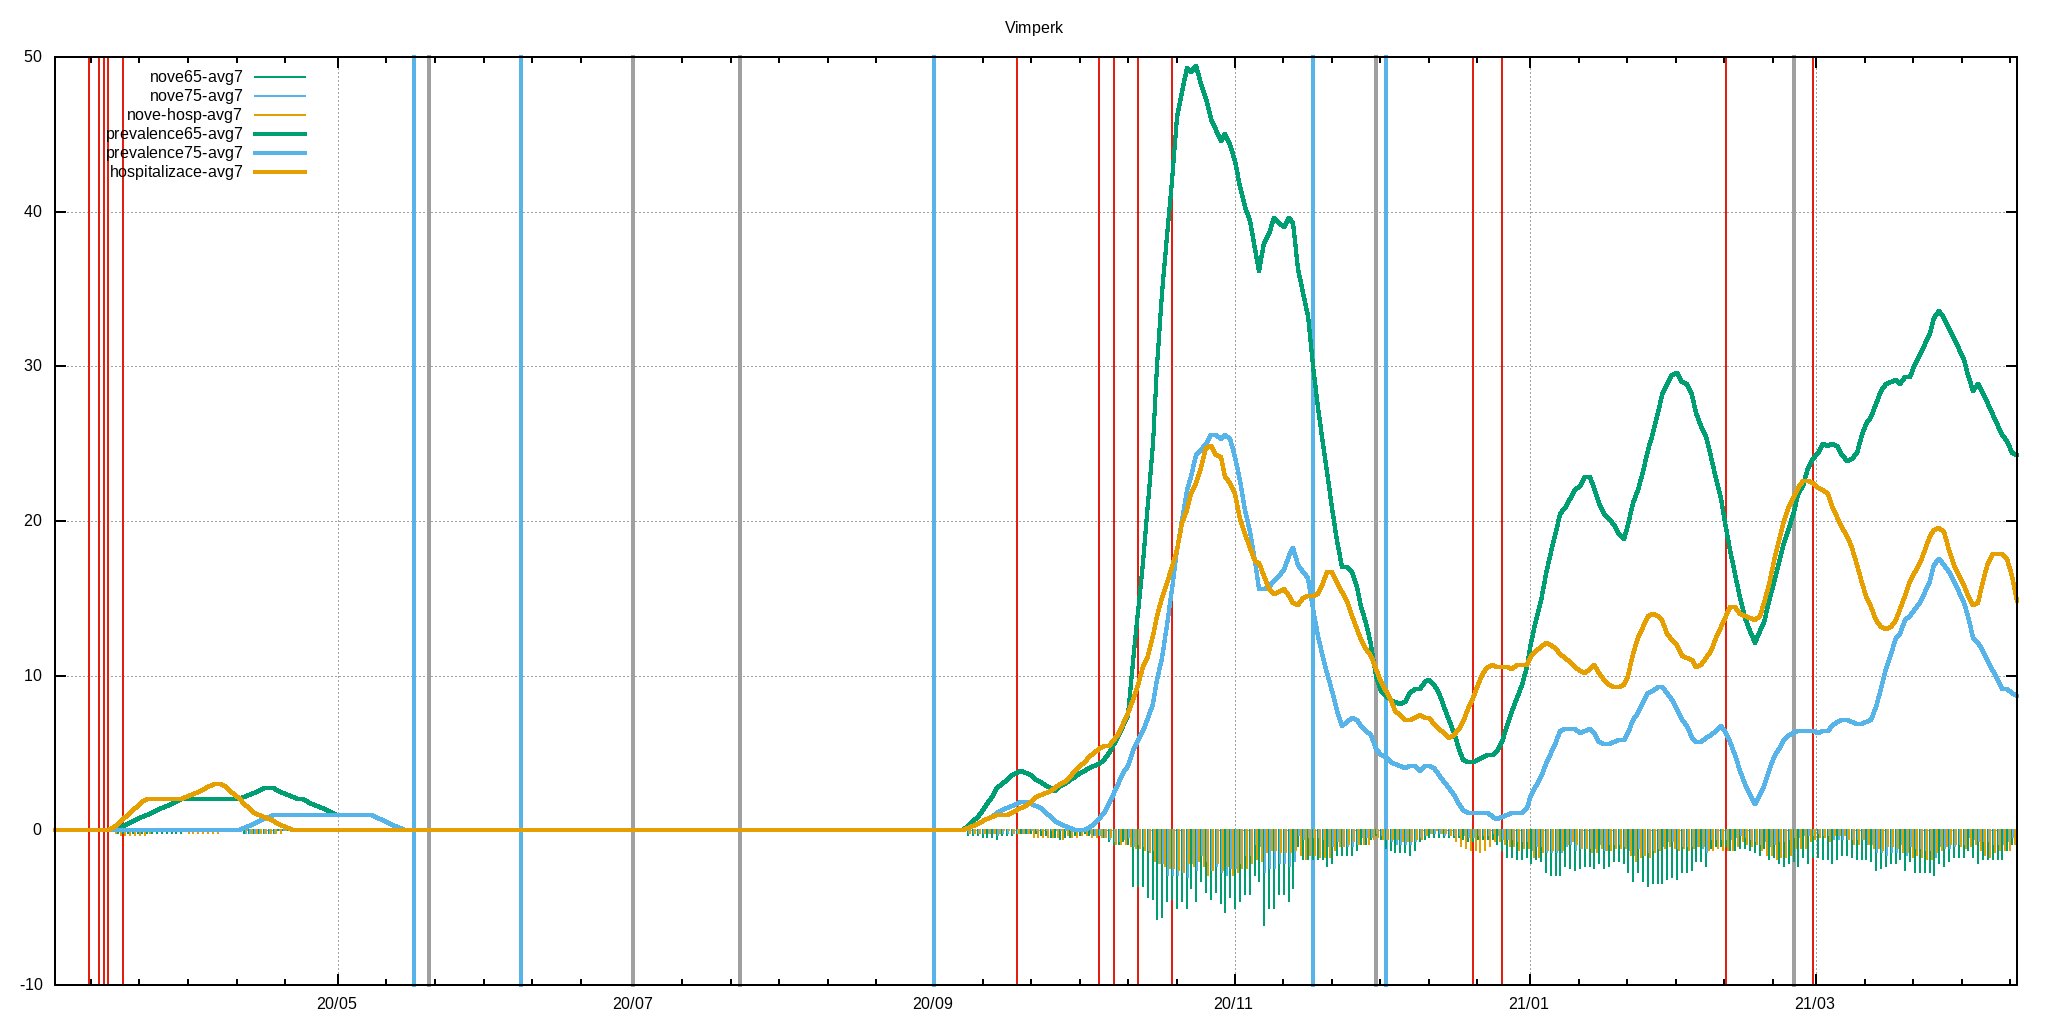 Vimperk
50
nove65-avg7
nove75-avg7
nove-hosp-avg7
prevalence65-avg7
prevalence75-avg7
hospitalizace-avg7
40
30
20
10
0
-10
20/05 20/07 20/09 20/11 21/01 21/03